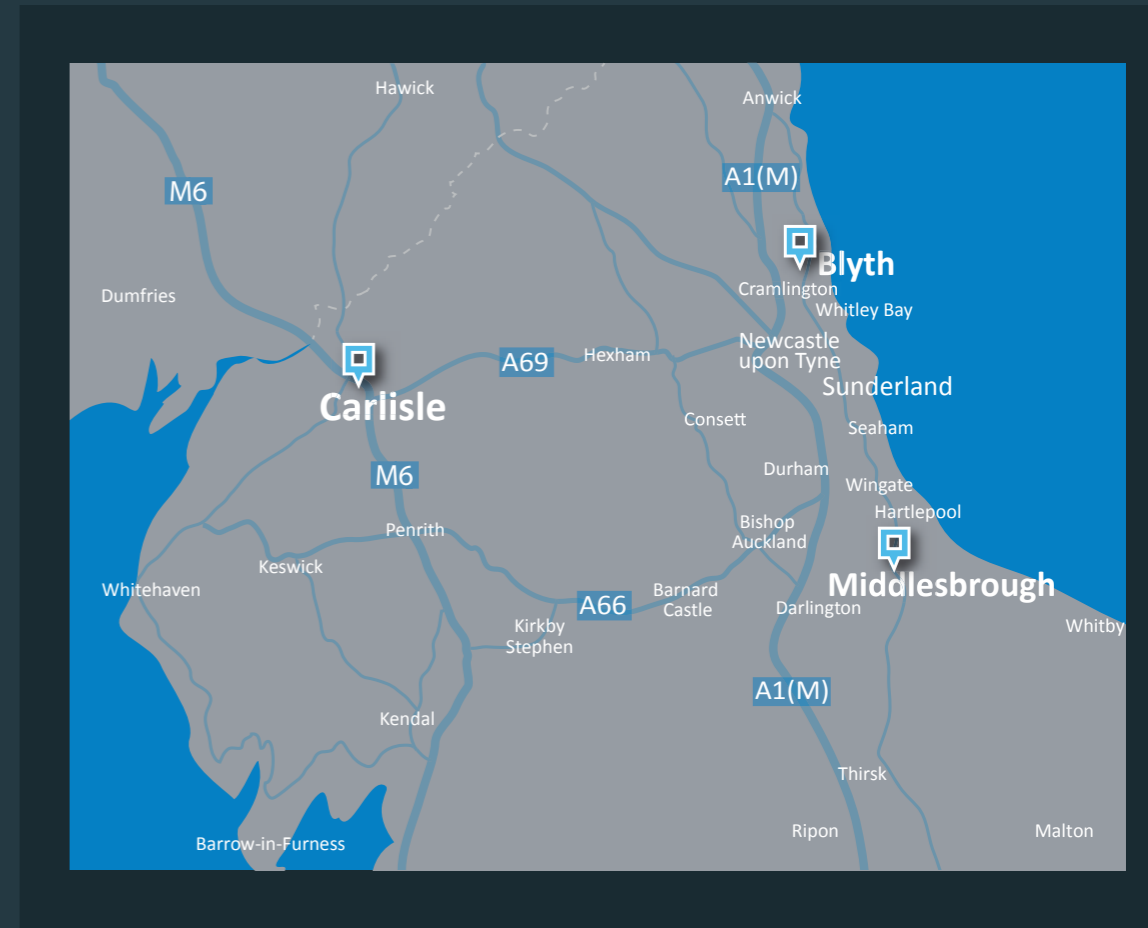 Hawick
Anwick
A1(M)
M6
Blyth
Cramlington
Dumfries
Whitley Bay
Newcastle
upon Tyne
A69
Hexham
Sunderland
Carlisle
Consett
Seaham
Durham
M6
Wingate
Hartlepool
Bishop
Auckland
Penrith
Keswick
Middlesbrough
Whitehaven
Barnard
Castle
A66
Darlington
Kirkby
Stephen
Whitby
A1(M)
Kendal
Thirsk
Ripon
Malton
Barrow-in-Furness